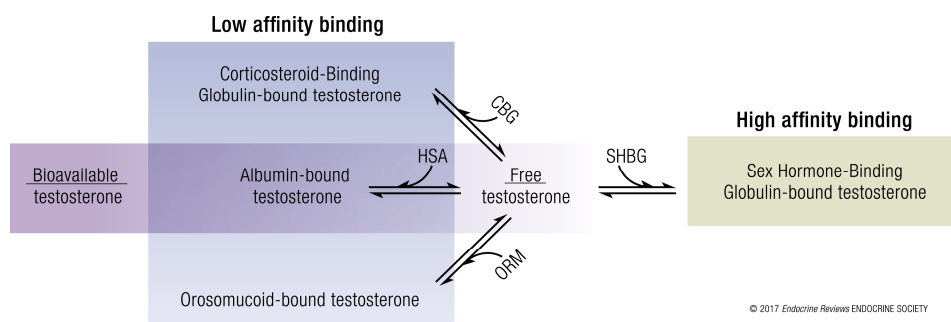 Low affinity binding
Corticosteroid-Binding
Globulin-bound testosterone
CBG
High affinity binding
Bioavailable
testosterone
Albumin-bound
testosterone
HSA
Free
testosterone
SHBG
Sex Hormone-Binding
Globulin-bound testosterone
ORM
Orosomucoid-bound testosterone
© 2017 Endocrine Reviews ENDOCRINE SOCIETY